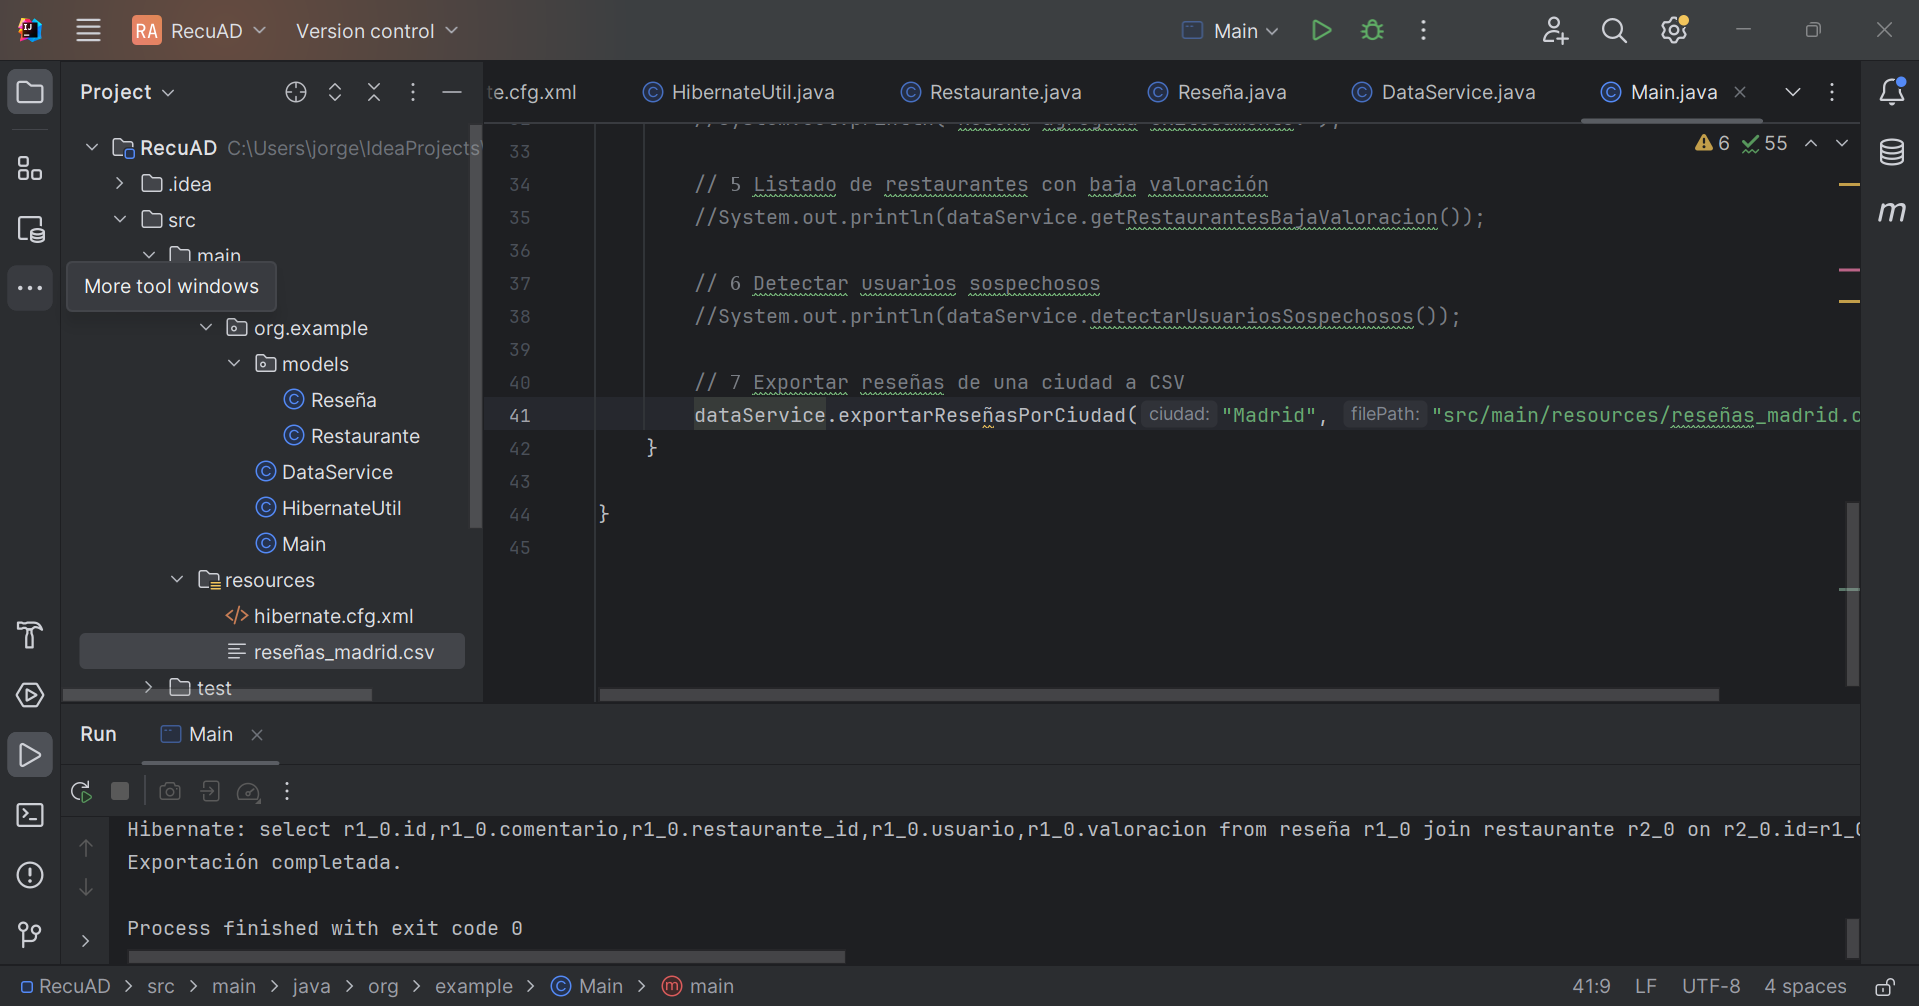 RA RecuAD Version control Main
Project
te.cfg.xml HibernateUtil.java Restaurante.java Reseña.java DataService.java Main.java
RecuAD C:\Users\jorge\IdeaProjects\
.idea
src
main
More tool windows
org.example
models
Reseña
Restaurante
DataService
HibernateUtil
Main
resources
hibernate.cfg.xml
reseñas_madrid.csv
test
6 55
33
34 // 5 Listado de restaurantes con baja valoración
35 //System.out.println(dataService.getRestaurantesBajaValoracion());
36
37 // 6 Detectar usuarios sospechosos
38 //System.out.println(dataService.detectarUsuariosSospechosos());
39
40 // 7 Exportar reseñas de una ciudad a CSV
41 dataService.exportarReseñasPorCiudad( ciudad: "Madrid", filePath: "src/main/resources/reseñas_madrid.c
42 }
43
44 }
45
m
Run Main
Hibernate: select r1_0.id,r1_0.comentario,r1_0.restaurante_id,r1_0.usuario,r1_0.valoracion from reseña r1_0 join restaurante r2_0 on r2_0.id=r1_0
Exportación completada.
Process finished with exit code 0
RecuAD > src > main > java > org > example > Main > main 41:9 LF UTF-8 4 spaces